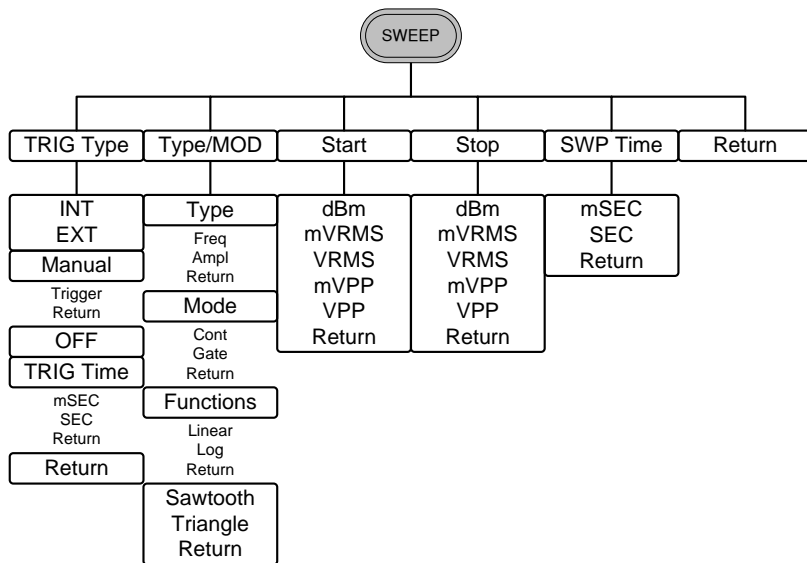 SWEEP
TRIG Type
Type/MOD
Start
Stop
SWP Time
Return
INT
EXT
Manual
Trigger
Return
OFF
TRIG Time
mSEC
SEC
Return
Return
Type
Freq
Ampl
Return
Mode
Cont
Gate
Return
Functions
Linear
Log
Return
Sawtooth
Triangle
Return
dBm
mVRMS
VRMS
mVPP
VPP
Return
dBm
mVRMS
VRMS
mVPP
VPP
Return
mSEC
SEC
Return